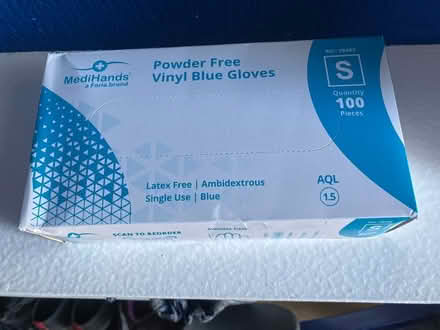 MediHands®
a Foria brand
Powder Free
Vinyl Blue Gloves
S
Quantity
100
Pieces
Latex Free | Ambidextrous
Single Use | Blue
AQL
1.5
SCAN TO REORDER
S